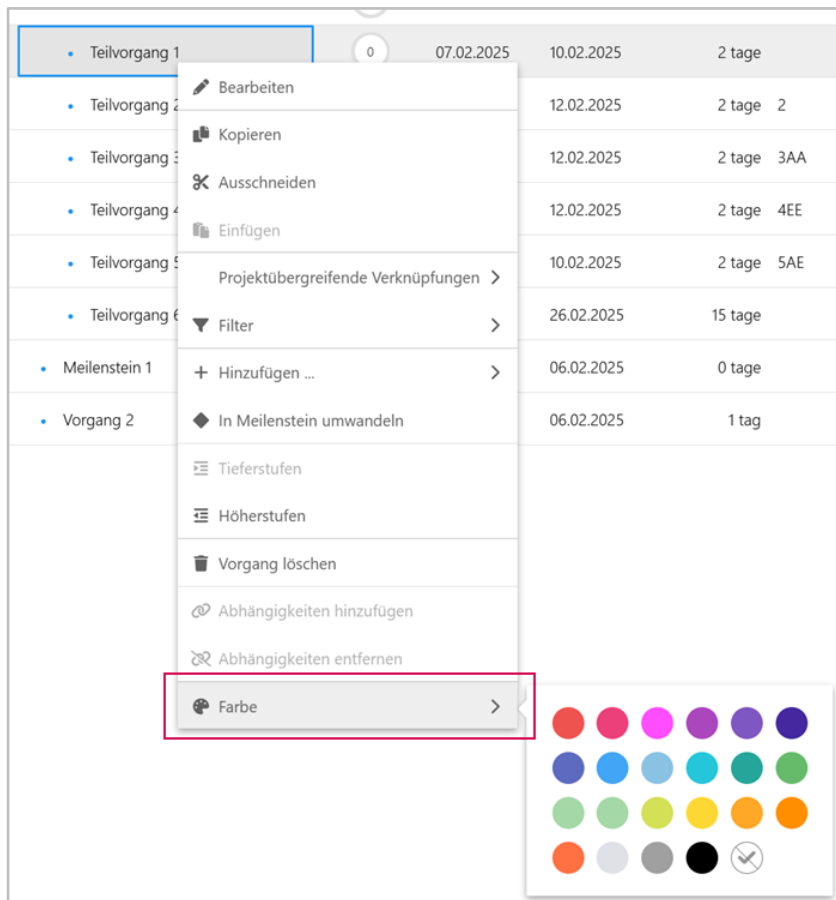 Teilvorgang 1 0 07.02.2025 10.02.2025 2 tage
Teilvorgang 2 12.02.2025 2 tage 2
Teilvorgang 12.02.2025 2 tage 3AA
Teilvorgang 12.02.2025 2 tage 4EE
Teilvorgang 10.02.2025 2 tage 5AE
Teilvorgang 26.02.2025 15 tage
Meilenstein 1 06.02.2025 0 tage
Vorgang 2 06.02.2025 1 tag
Bearbeiten
Kopieren
Ausschneiden
Einfügen
Projektübergreifende Verknüpfungen
Filter
Hinzufügen ...
In Meilenstein umwandeln
Tieferstufen
Höherstufen
Vorgang löschen
Abhängigkeiten hinzufügen
Abhängigkeiten entfernen
Farbe